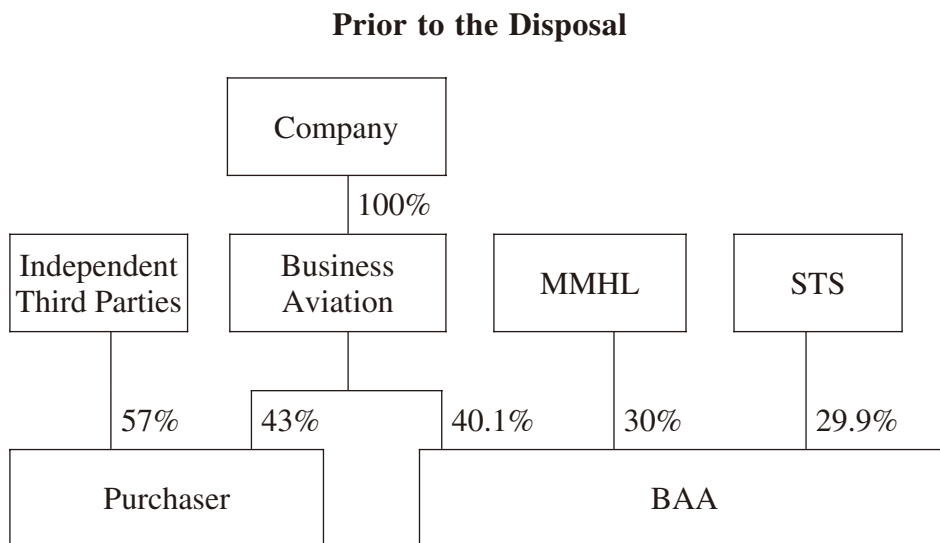 Prior to the Disposal
Company
100%
Independent
Third Parties
Business
Aviation
MMHL
STS
57%
43%
40.1%
30%
29.9%
Purchaser
BAA